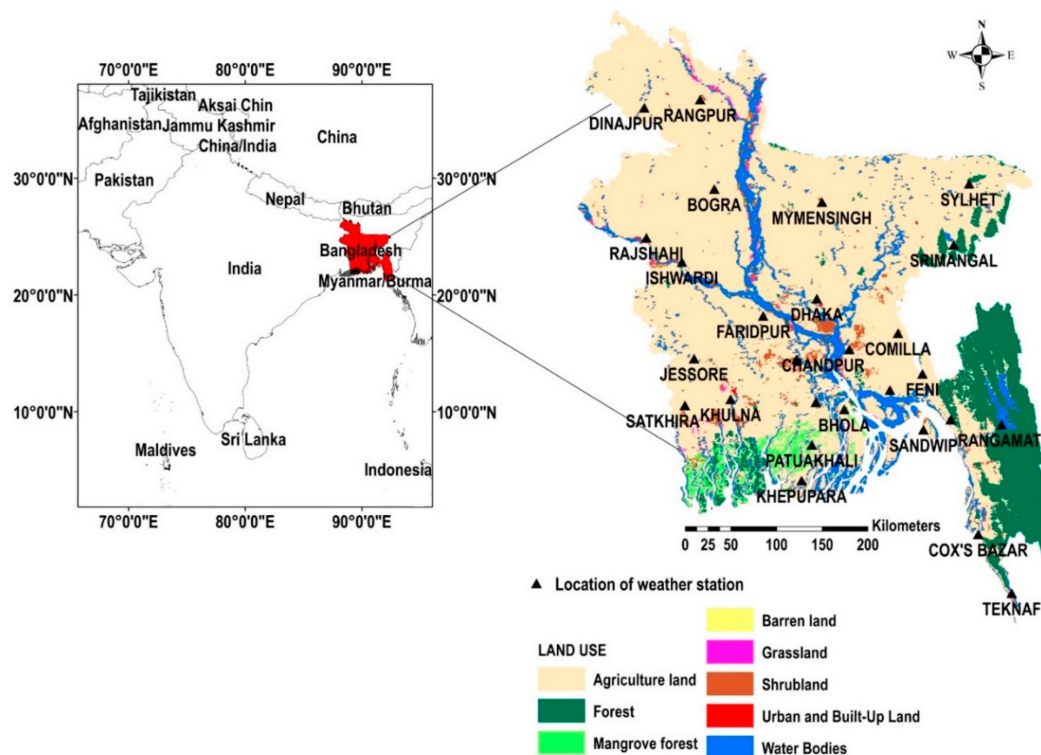 70°0'0"E
80°0'0"E
90°0'0"E
Tajikistan
Aksai Chin
Afghanistan
Jammu Kashmir
China/India
China
Pakistan
30°0'0"N
30°0'0"N
Nepal
Bhutan
Bangladesh
India
Myanmar/Burma
20°0'0"N
20°0'0"N
10°0'0"N
10°0'0"N
Sri Lanka
Maldives
Indonesia
70°0'0"E
80°0'0"E
90°0'0"E
N
W
E
S
DINAJPUR
RANGPUR
BOGRA
MYMENSINGH
SYLHET
RAJSHAHI
SRIMANGAL
ISHWARDI
DHAKA
FARIDPUR
COMILLA
JESSORE
CHANDPUR
FENI
SATKHIRA
KHULNA
BHOLA
SANDWIP
RANGAMAT
PATUAKHALI
KHEPUPARA
Kilometers
0 25 50 100 150 200
COX'S BAZAR
TEKNAF
Location of weather station
LAND USE
Agriculture land
Forest
Mangrove forest
Barren land
Grassland
Shrubland
Urban and Built-Up Land
Water Bodies